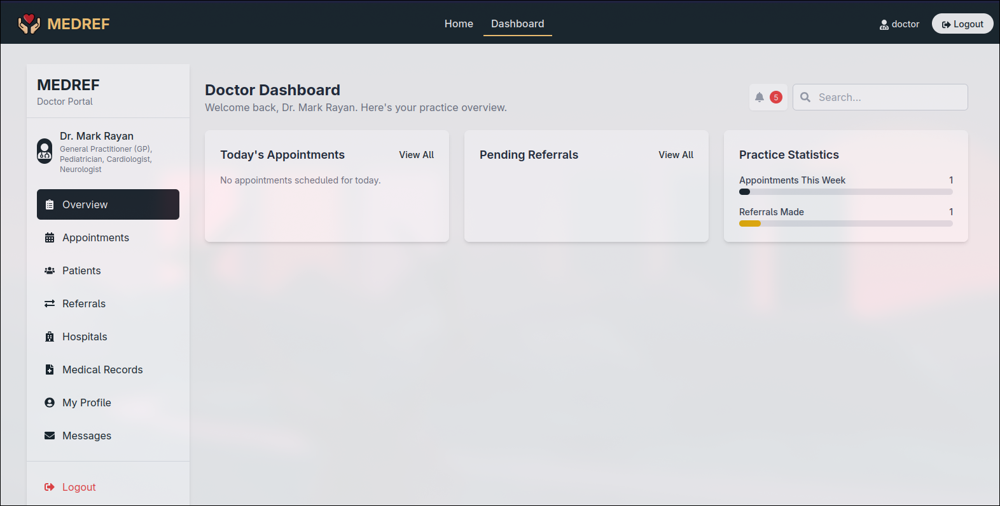 MEDREF
Home
Dashboard
doctor
Logout
MEDREF
Doctor Portal
Dr. Mark Rayan
General Practitioner (GP),
Pediatrician, Cardiologist,
Neurologist
Overview
Appointments
Patients
Referrals
Hospitals
Medical Records
My Profile
Messages
Logout
Doctor Dashboard
Welcome back, Dr. Mark Rayan. Here's your practice overview.
5
Search...
Today's Appointments
View All
No appointments scheduled for today.
Pending Referrals
View All
Practice Statistics
Appointments This Week 1
Referrals Made 1